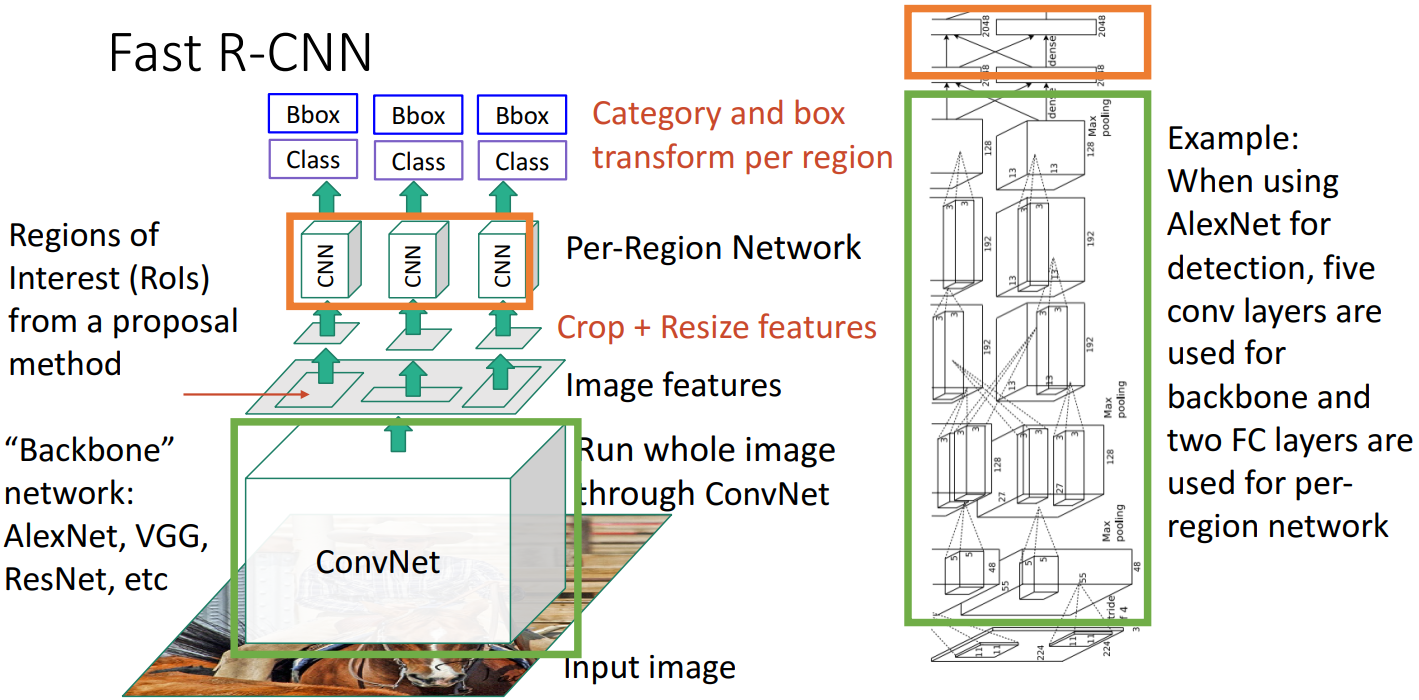 Fast R-CNN
Bbox
Bbox
Bbox
Class
Class
Class
Category and box
transform per region
CNN
CNN
CNN
Per-Region Network
Regions of
Interest (RoIs)
from a proposal
method
Crop + Resize features
Image features
"Backbone"
network:
AlexNet, VGG,
ResNet, etc
Run whole image
through ConvNet
ConvNet
Input image
2048
2048
dense
2048
2048
dense
Max
pooling
128
128
13
13
3
3
3
3
192
192
13
13
3
3
3
3
192
192
13
13
Max
pooling
3
3
3
3
3
3
3
3
128
128
27
27
Max
pooling
5
5
5
5
48
48
55
55
tride
f 4
3
11
11
11
11
224
224
Example:
When using
AlexNet for
detection, five
conv layers are
used for
backbone and
two FC layers are
used for per-
region network